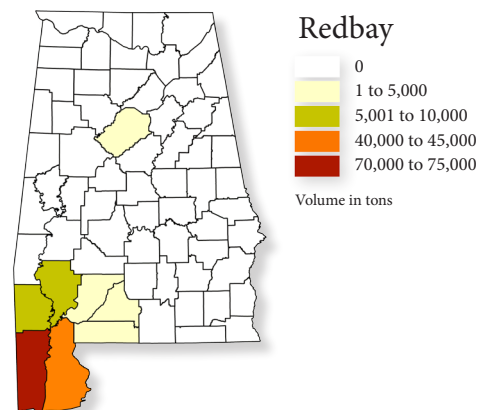 Redbay
0
1 to 5,000
5,001 to 10,000
40,000 to 45,000
70,000 to 75,000
Volume in tons